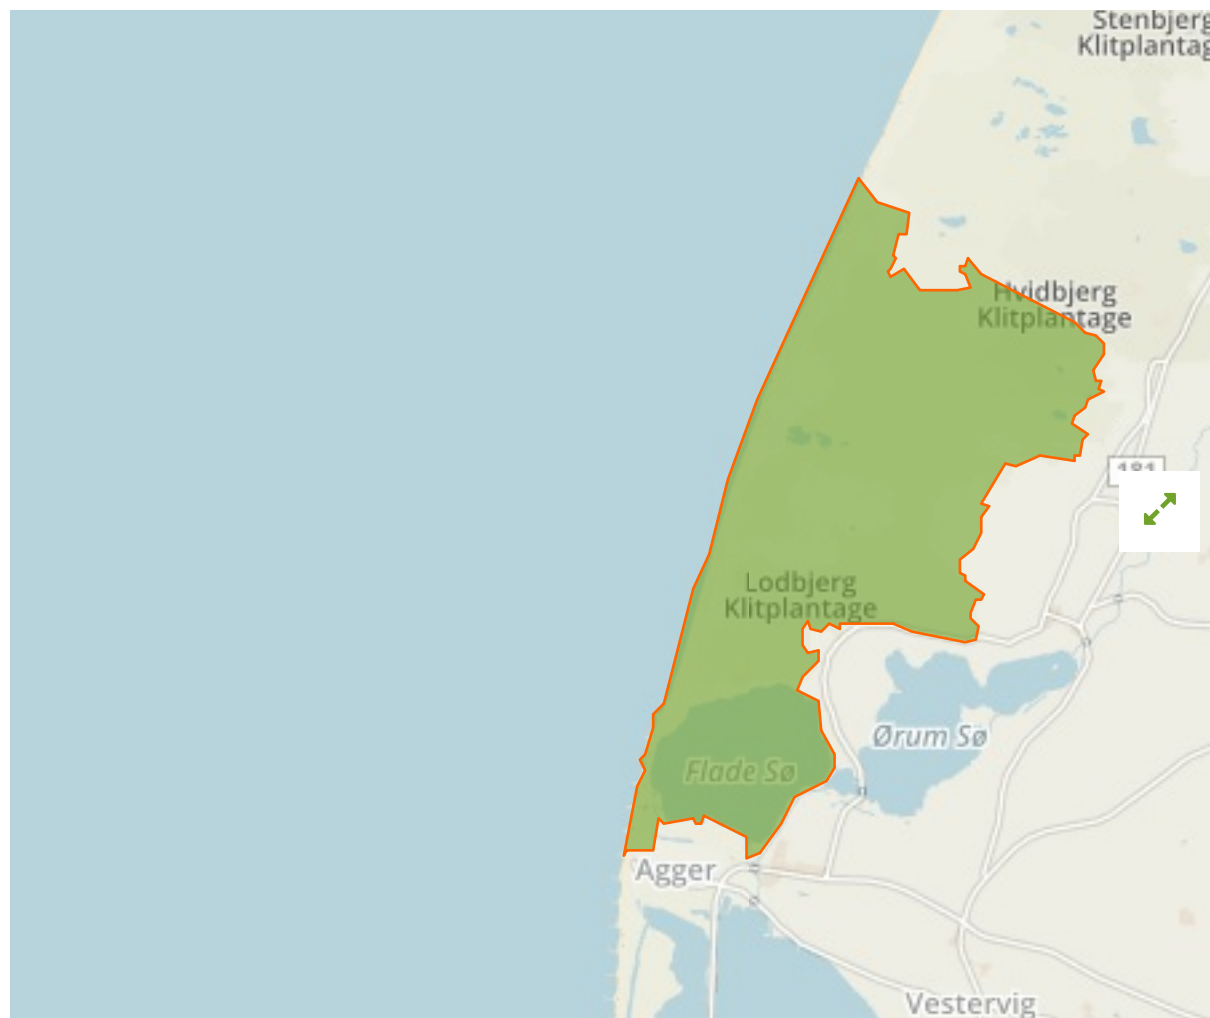 Stenbjerg
Klitplantag
Hvidbjerg
Klitplantage
181
Lodbjerg
Klitplantage
Ørum Sø
Flade Sø
Agger
Vestervig